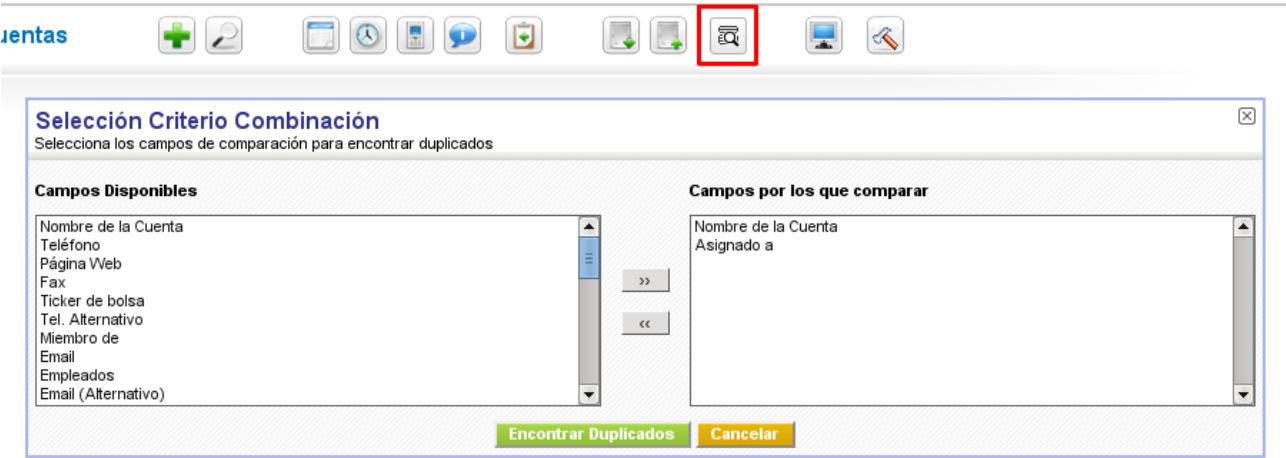 uentas
Selección Criterio Combinación
Selecciona los campos de comparación para encontrar duplicados
Campos Disponibles
Nombre de la Cuenta
Teléfono
Página Web
Fax
Ticker de bolsa
Tel. Alternativo
Miembro de
Email
Empleados
Email (Alternativo)
>>
<<
Campos por los que comparar
Nombre de la Cuenta
Asignado a
Encontrar Duplicados
Cancelar